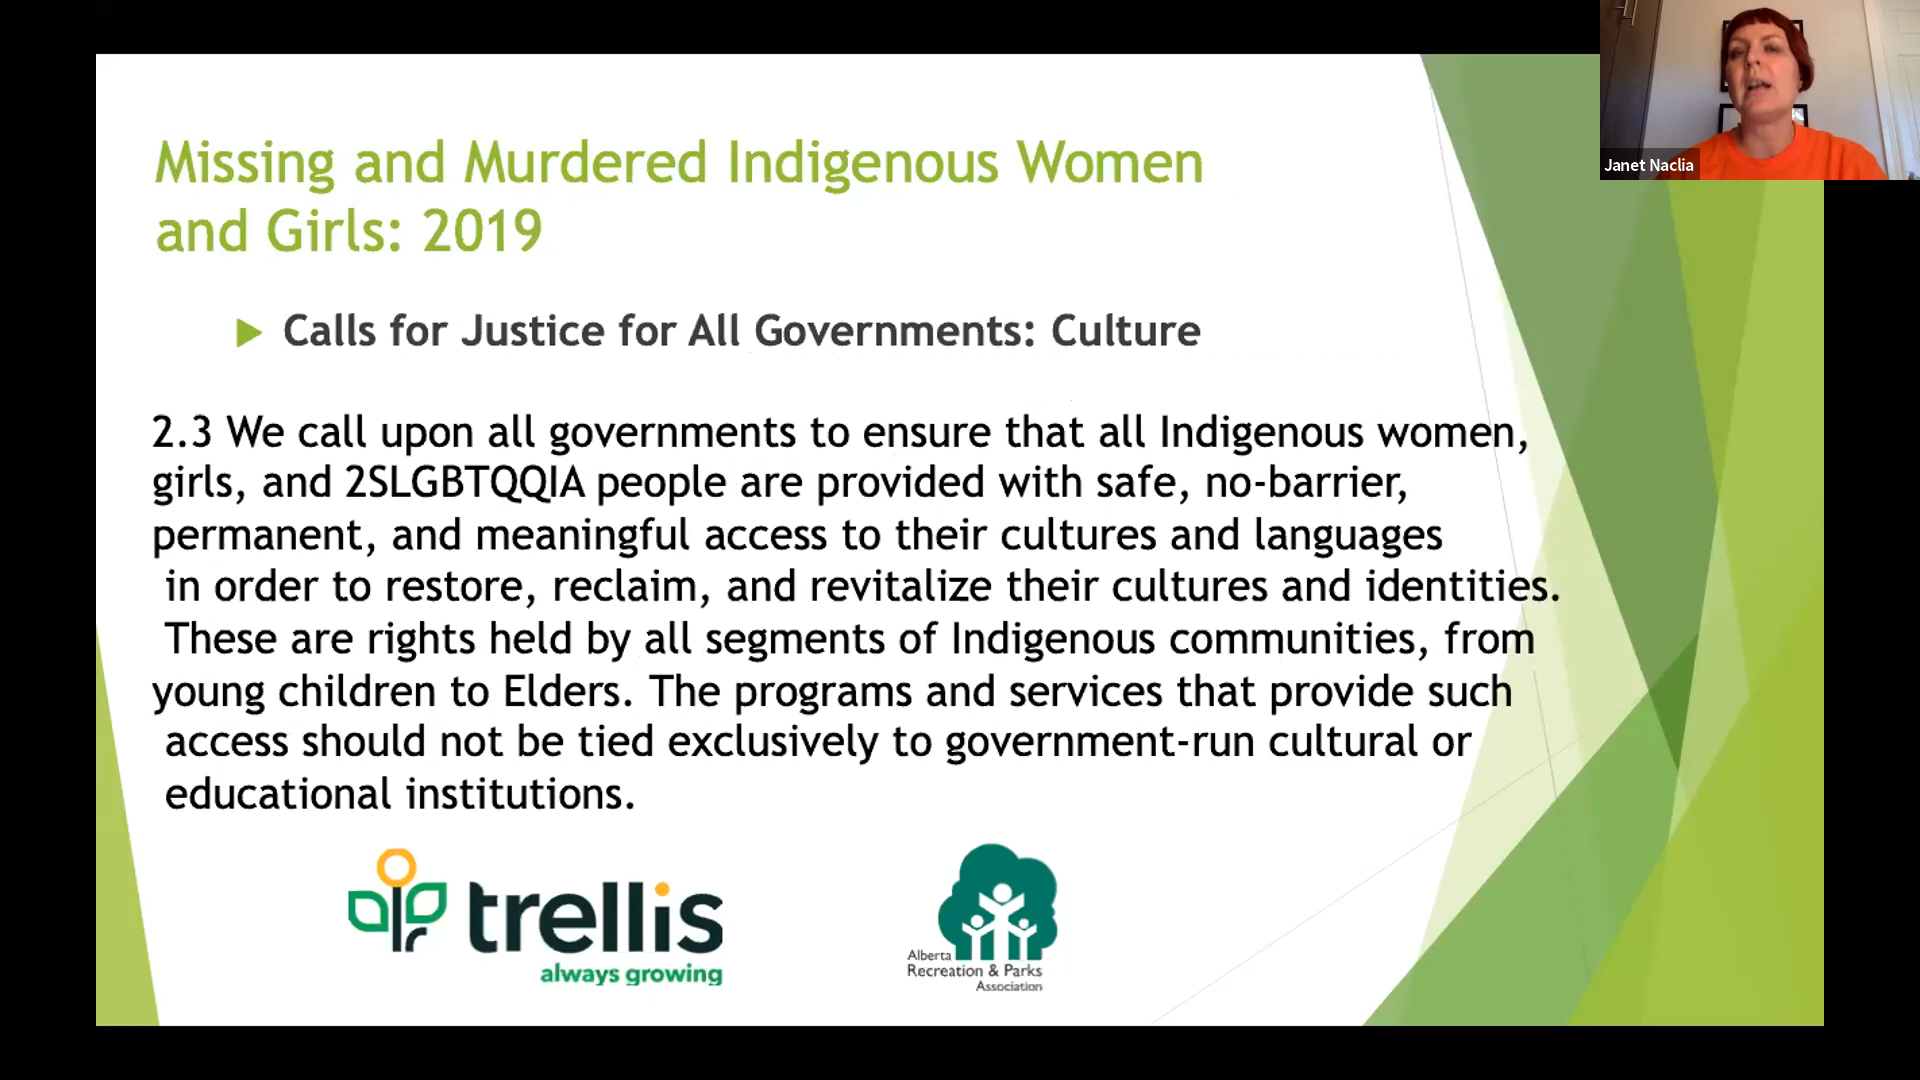 Missing and Murdered Indigenous Women
and Girls: 2019
Calls for Justice for All Governments: Culture
2.3 We call upon all governments to ensure that all Indigenous women,
girls, and 2SLGBTQQIA people are provided with safe, no-barrier,
permanent, and meaningful access to their cultures and languages
in order to restore, reclaim, and revitalize their cultures and identities.
These are rights held by all segments of Indigenous communities, from
young children to Elders. The programs and services that provide such
access should not be tied exclusively to government-run cultural or
educational institutions.
trellis
always growing
Alberta
Recreation & Parks
Association
Janet Naclia